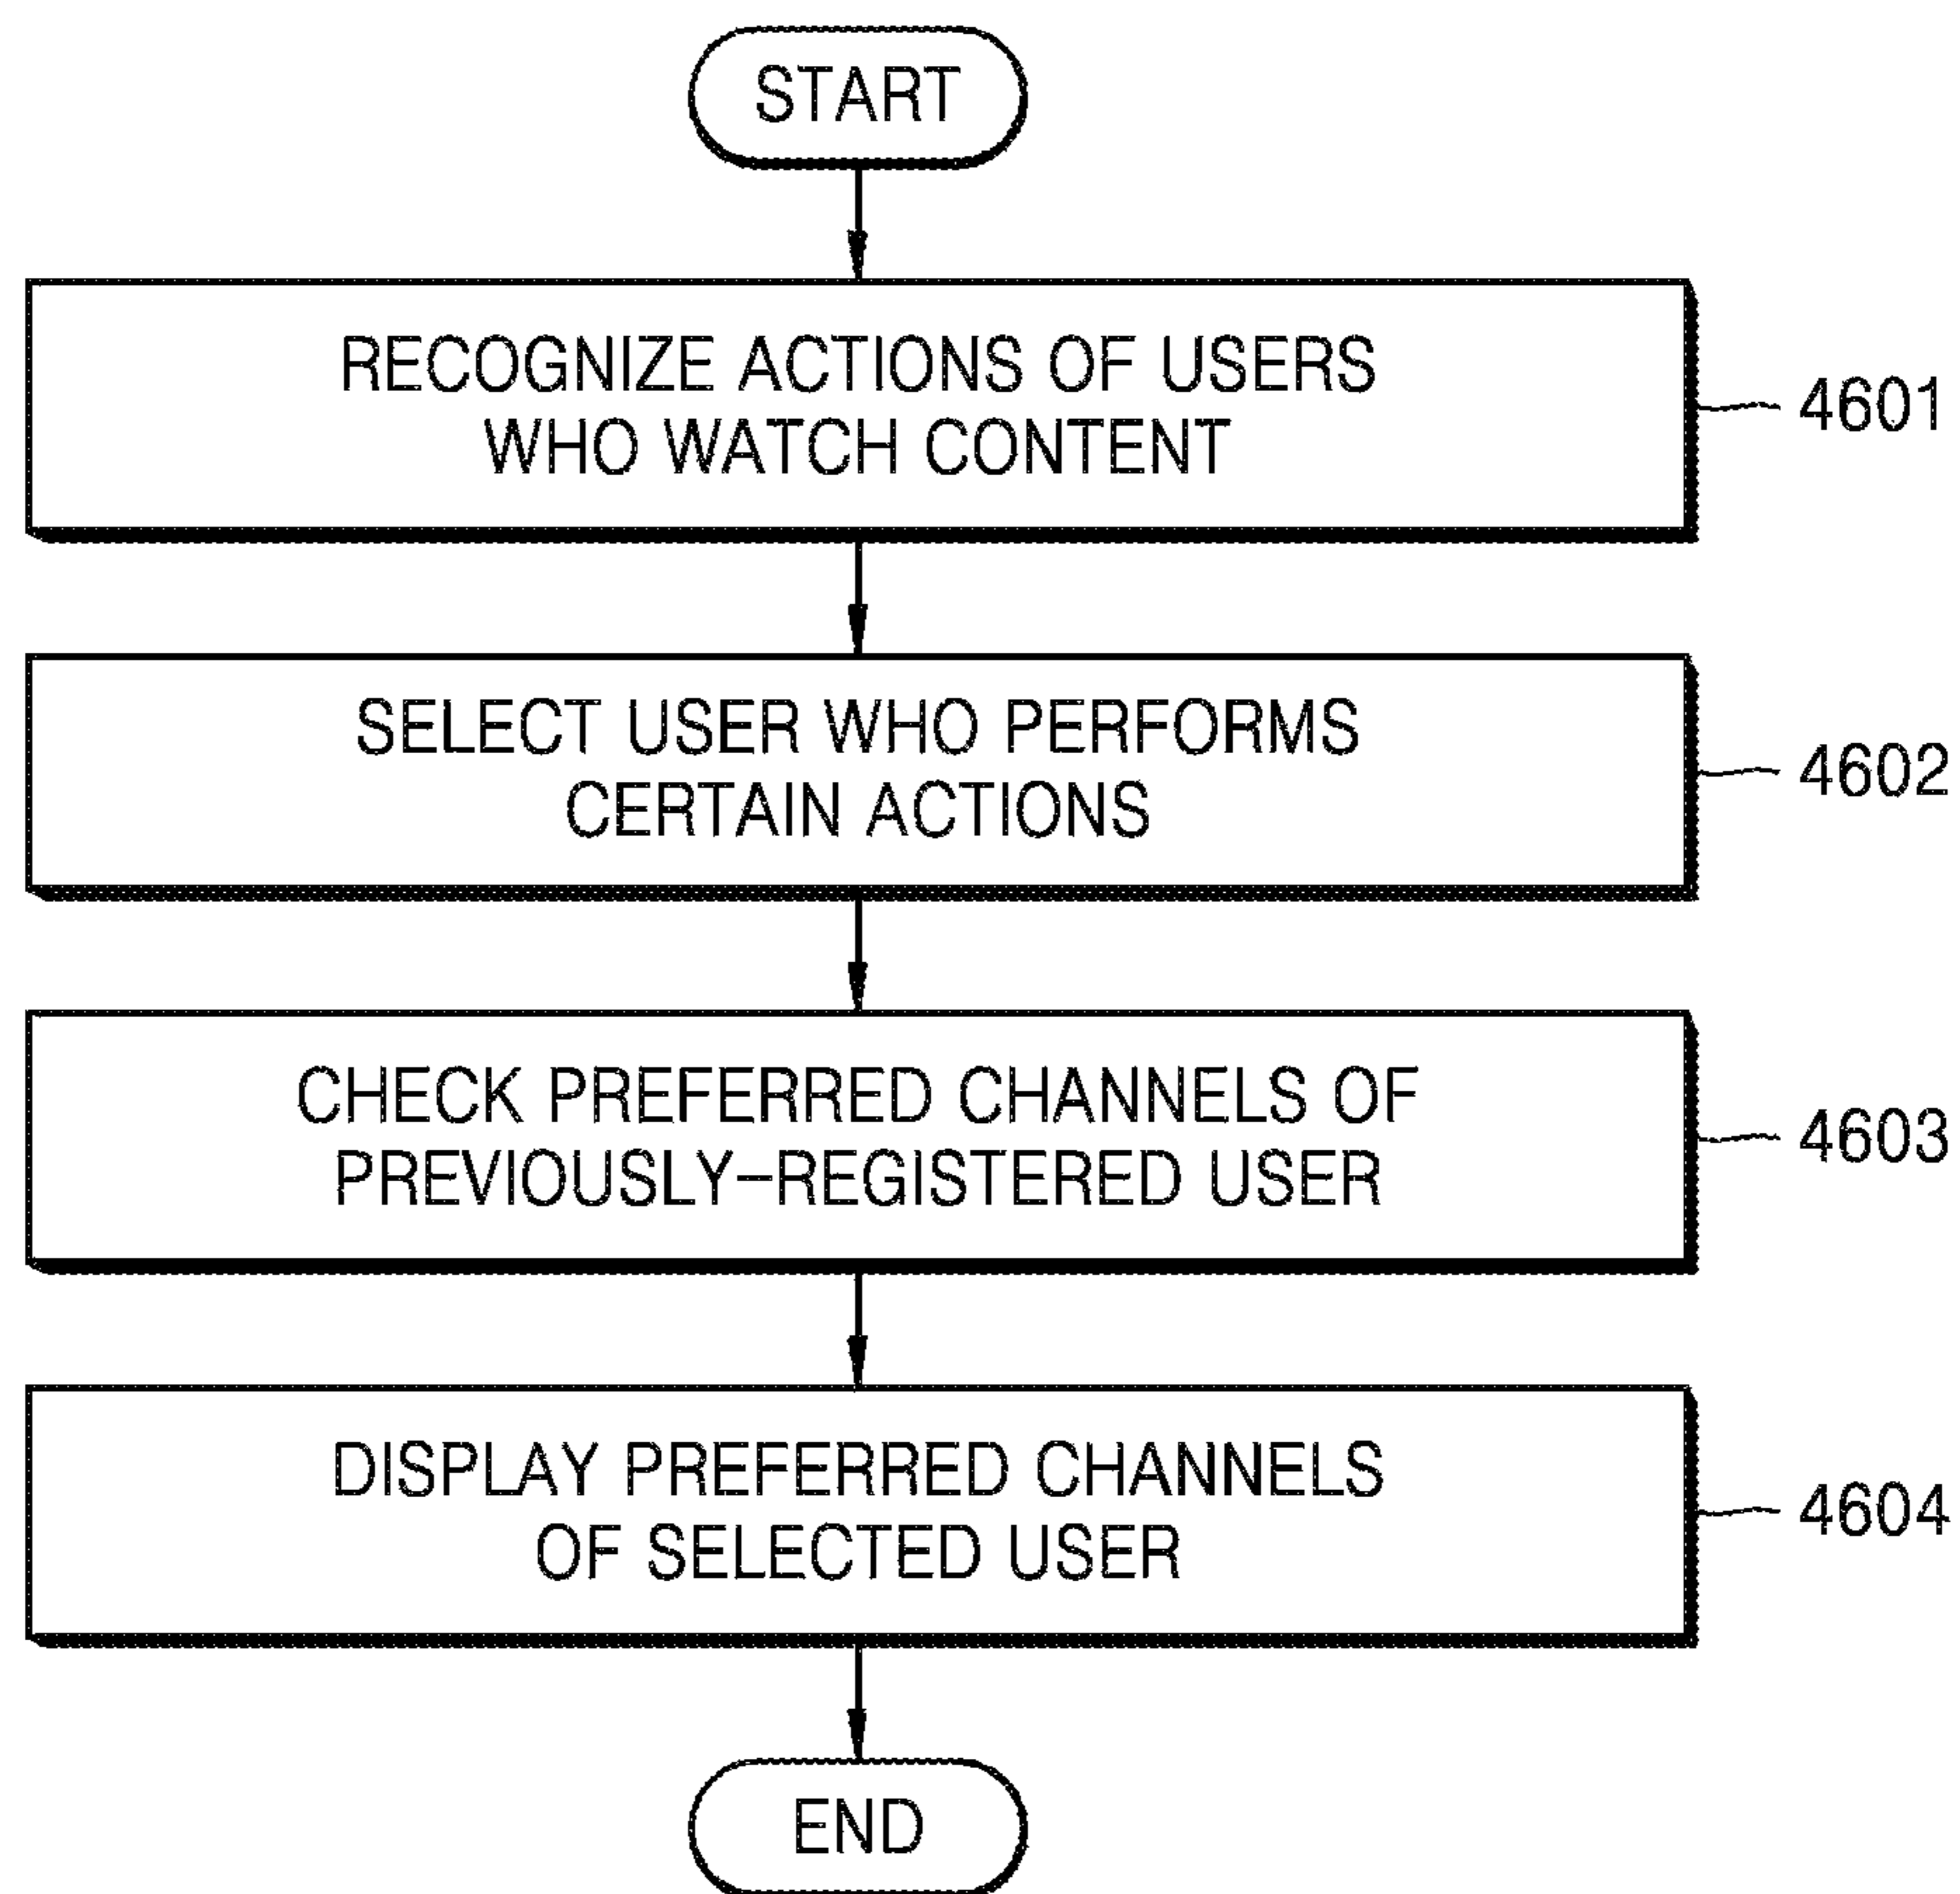 START
RECOGNIZE ACTIONS OF USERS
WHO WATCH CONTENT
4601
SELECT USER WHO PERFORMS
CERTAIN ACTIONS
4602
CHECK PREFERRED CHANNELS OF
PREVIOUSLY-REGISTERED USER
4603
DISPLAY PREFERRED CHANNELS
OF SELECTED USER
4604
END